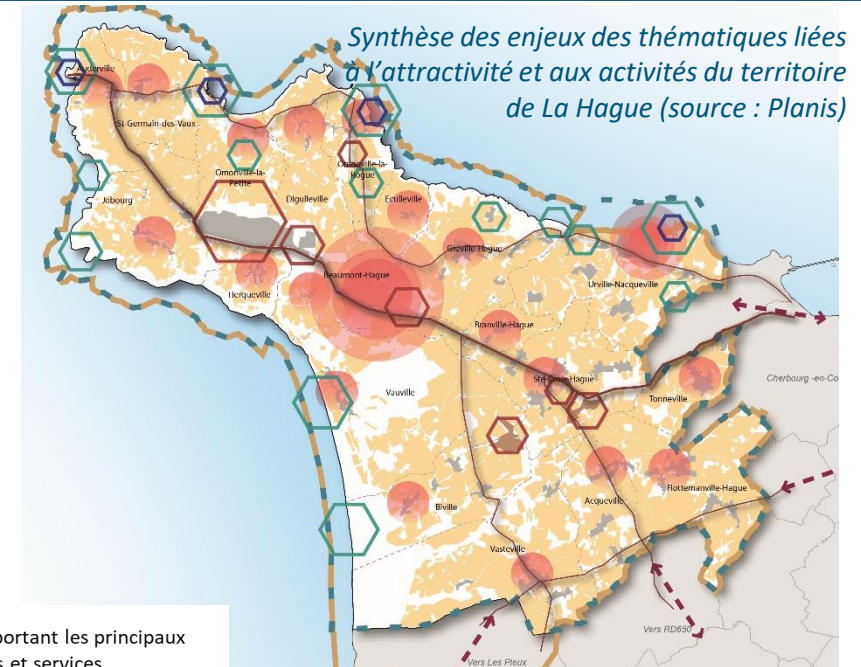 Synthèse des enjeux des thématiques liées
à l'attractivité et aux activités du territoire
de La Hague (source : Planis)
Auderville
St-Germain-des-Vaux
Omonville-la-
Petite
Omonville-la-
Rogue
Digulleville
Eculleville
Jobourg
Gréville-Hague
Beaumont-Hague
Urville-Nacqueville
Herqueville
Branville-Hague
Ste-Croix-Hague
Cherbourg -en-Co
Tonneville
Vauville
Flottemanville-Hague
Acqueville
Biville
Vasteville
Vers RD650
Vers Les Pieux
portant les principaux
s et services